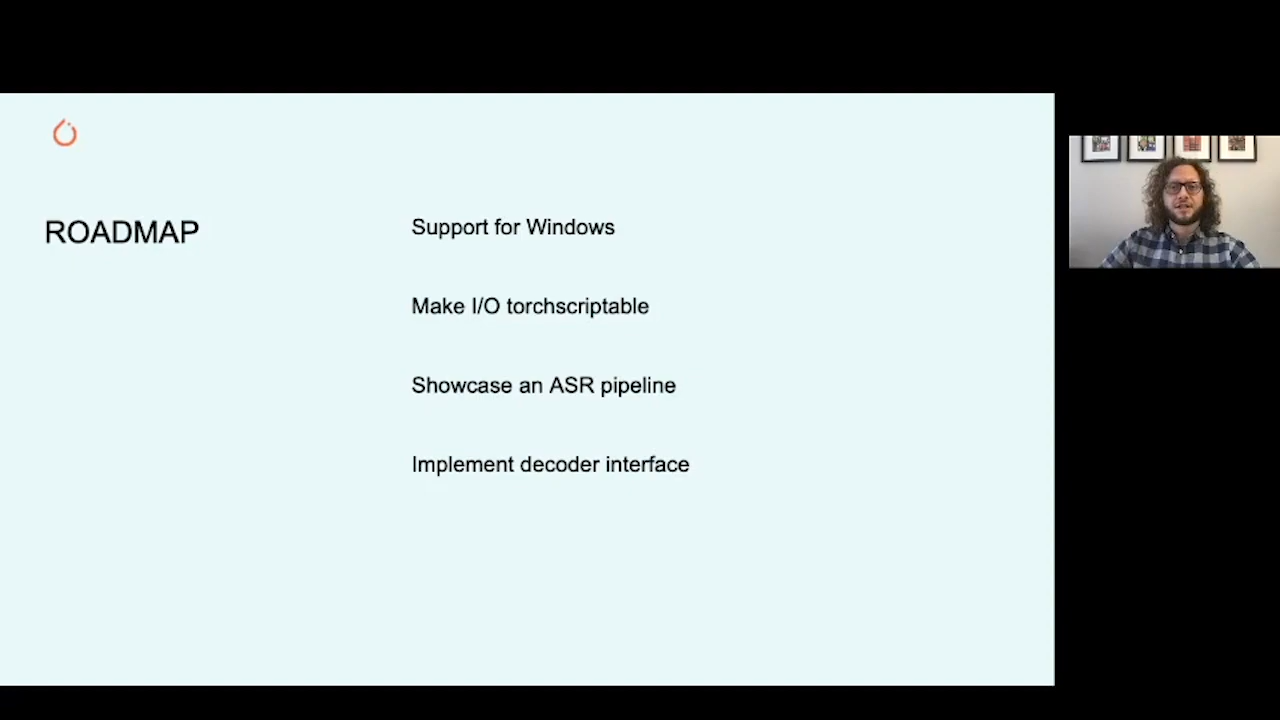 ROADMAP
Support for Windows
Make I/O torchscriptable
Showcase an ASR pipeline
Implement decoder interface